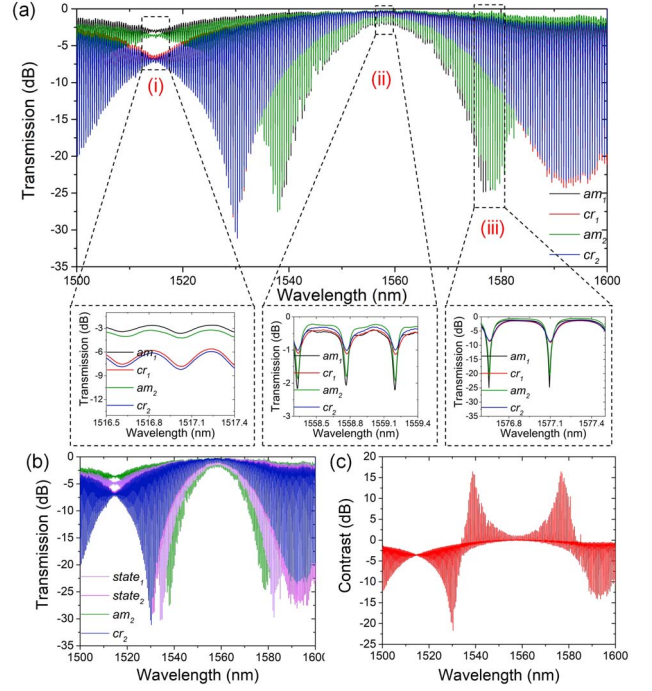 (a)
Transmission (dB)
0
-5
-10
-15
-20
-25
-30
-35
(i)
(ii)
(iii)
am1
cr1
am2
cr2
1500 1520 1540 1560 1580 1600
Wavelength (nm)
Transmission (dB)
-3
-6
-9
-12
am1
cr1
am2
cr2
1516.5 1516.8 1517.1 1517.4
Wavelength (nm)
Transmission (dB)
0
-1
-2
-3
am1
cr1
am2
cr2
1558.5 1558.8 1559.1 1559.4
Wavelength (nm)
Transmission (dB)
0
-5
-10
-15
-20
-25
-30
-35
am1
cr1
am2
cr2
1576.8 1577.1 1577.4
Wavelength (nm)
(b)
Transmission (dB)
0
-5
-10
-15
-20
-25
-30
-35
state1
state2
am2
cr2
1500 1520 1540 1560 1580 1600
Wavelength (nm)
(c)
Contrast (dB)
20
15
10
5
0
-5
-10
-15
-20
-25
1500 1520 1540 1560 1580 1600
Wavelength (nm)